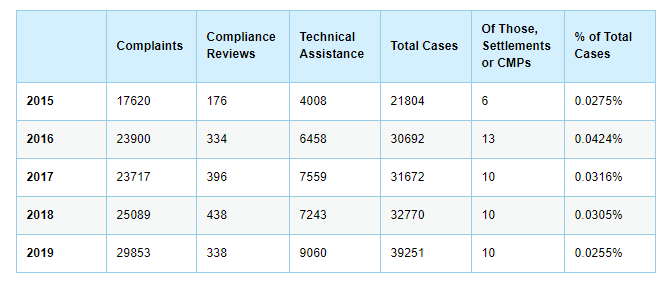 Complaints Compliance Reviews Technical Assistance Total Cases Of Those, Settlements or CMPs % of Total Cases
2015 17620 176 4008 21804 6 0.0275%
2016 23900 334 6458 30692 13 0.0424%
2017 23717 396 7559 31672 10 0.0316%
2018 25089 438 7243 32770 10 0.0305%
2019 29853 338 9060 39251 10 0.0255%